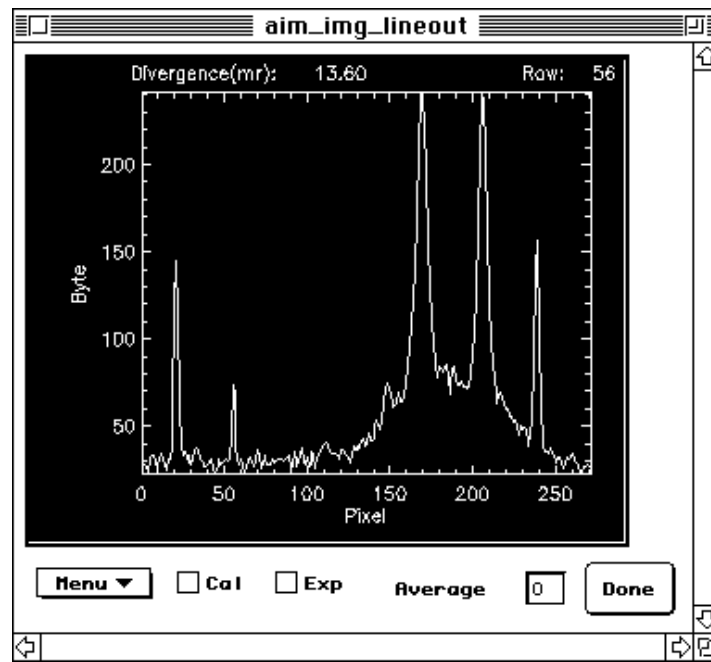 aim_img_lineout
Divergence(mr): 13.60 Row: 56
200
150
100
50
Byte
0 50 100 150 200 250
Pixel
Menu Cal Exp Average 0 Done